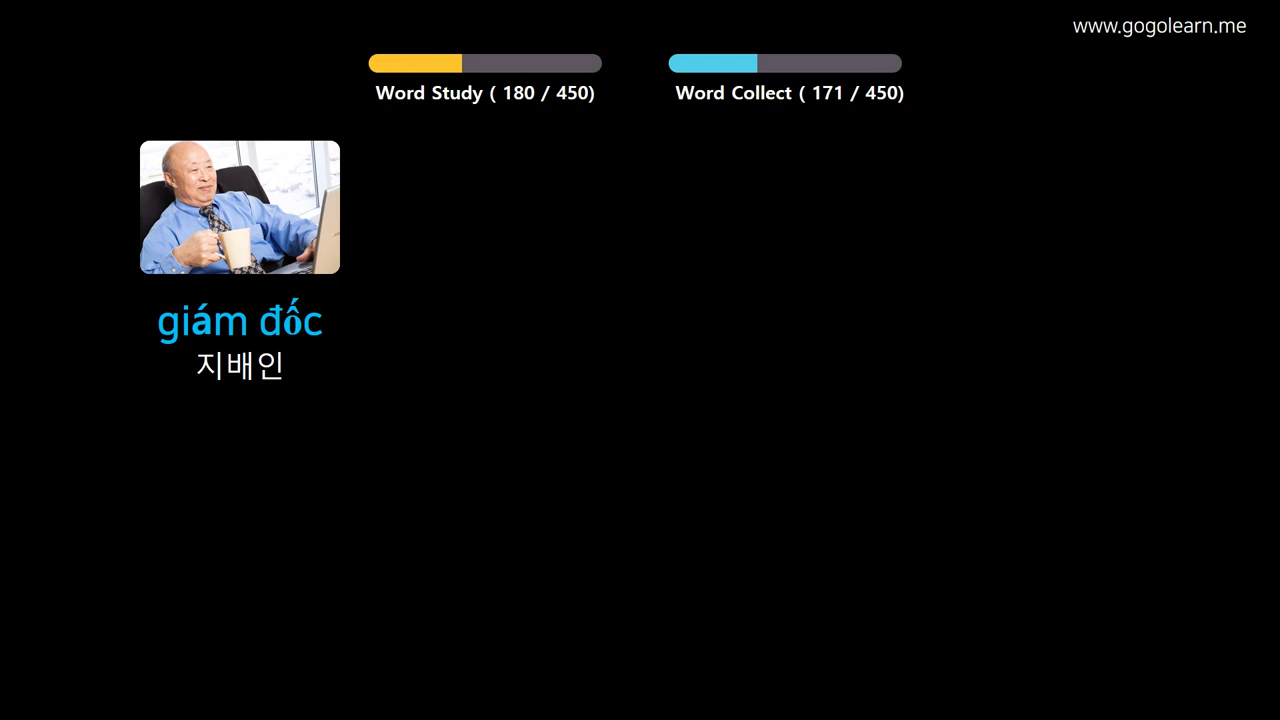 www.gogolearn.me
Word Study ( 180 / 450)
Word Collect ( 171 / 450)
giám đốc
지배인